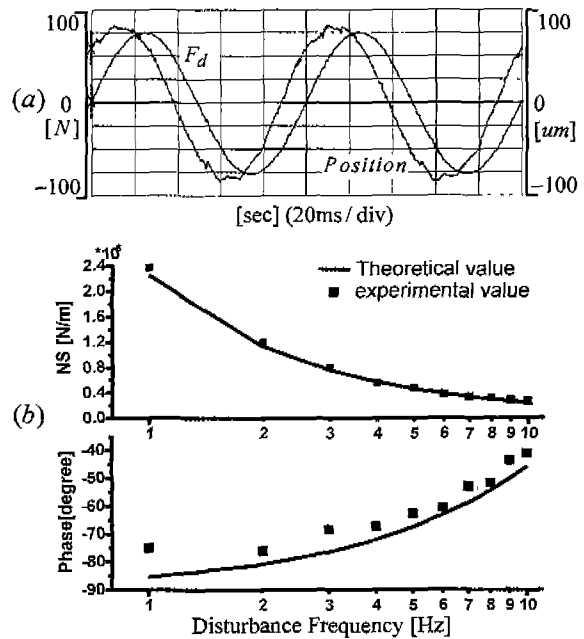 100 100
F_d
(a) 0 0
[N] [um]
Position
-100 -100
[sec] (20ms / div)
2.4
Theoretical value
2.0
experimental value
1.6
1.2
0.8
0.4
0.0
NS [N/m]
1 2 3 4 5 6 7 8 9 10
(b)
-40
-50
-60
-70
-80
-90
Phase[degree]
1 2 3 4 5 6 7 8 9 10
Disturbance Frequency [Hz]